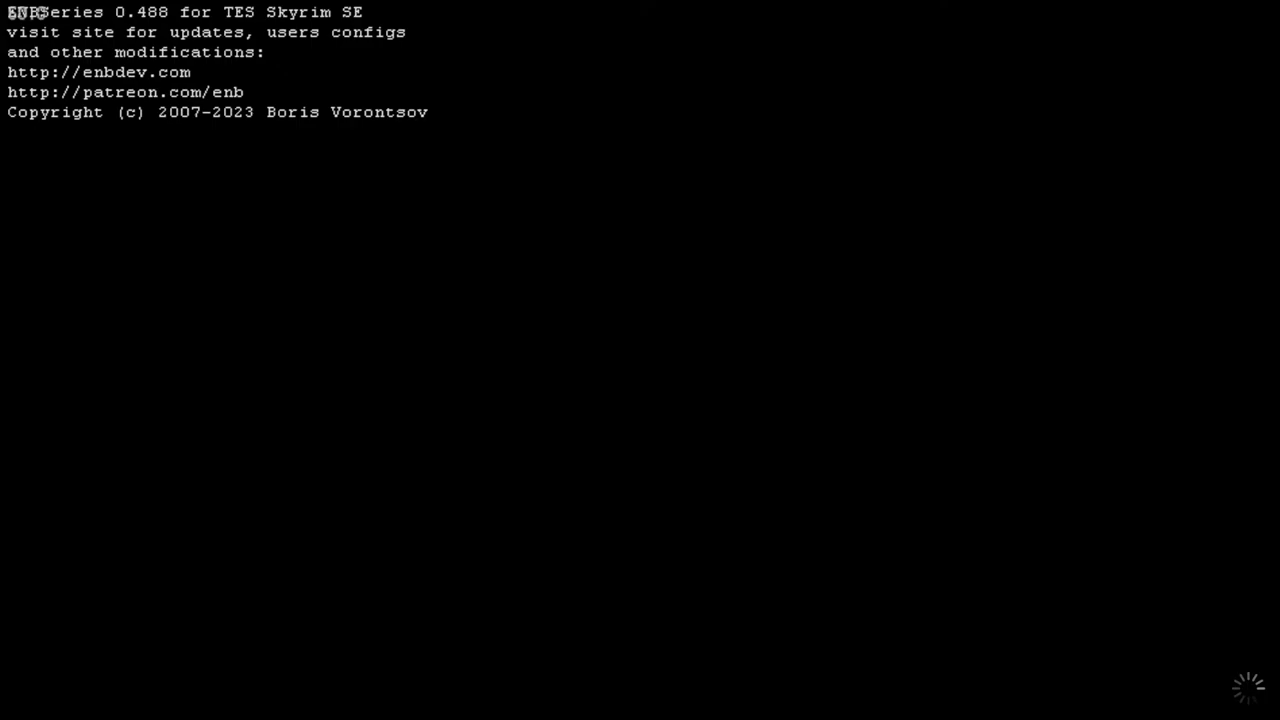 ENBSeries 0.488 for TES Skyrim SE
visit site for updates, users configs
and other modifications:
http://enbdev.com
http://patreon.com/enb
Copyright (c) 2007-2023 Boris Vorontsov